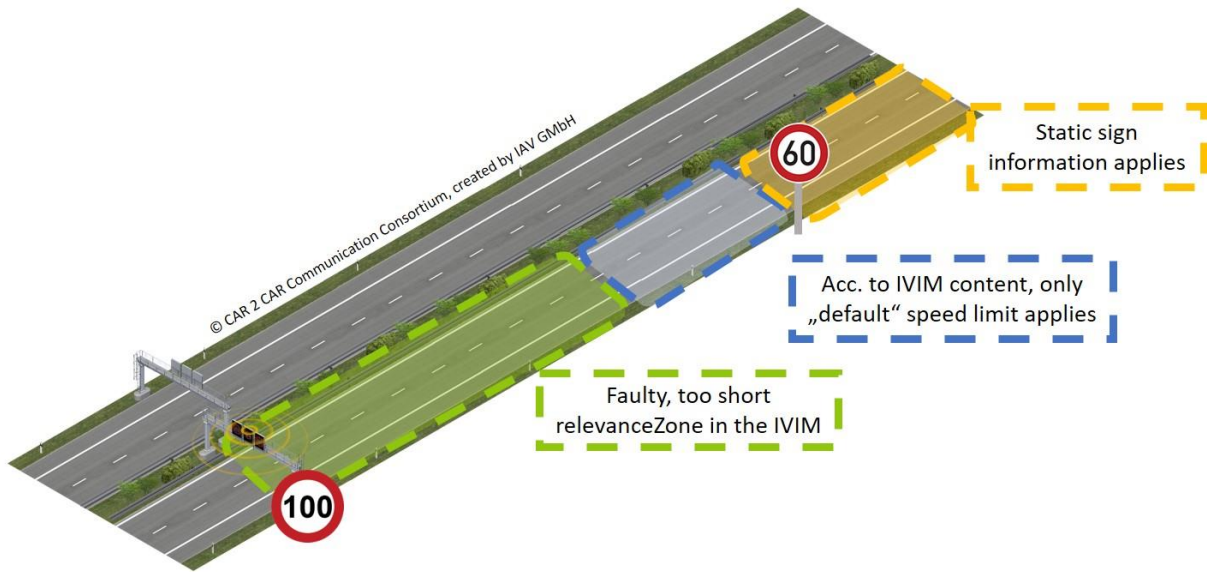 60
Static sign
information applies
© CAR 2 CAR Communication Consortium, created by IAV GMbH
Acc. to IVIM content, only
„default“ speed limit applies
Faulty, too short
relevanceZone in the IVIM
100